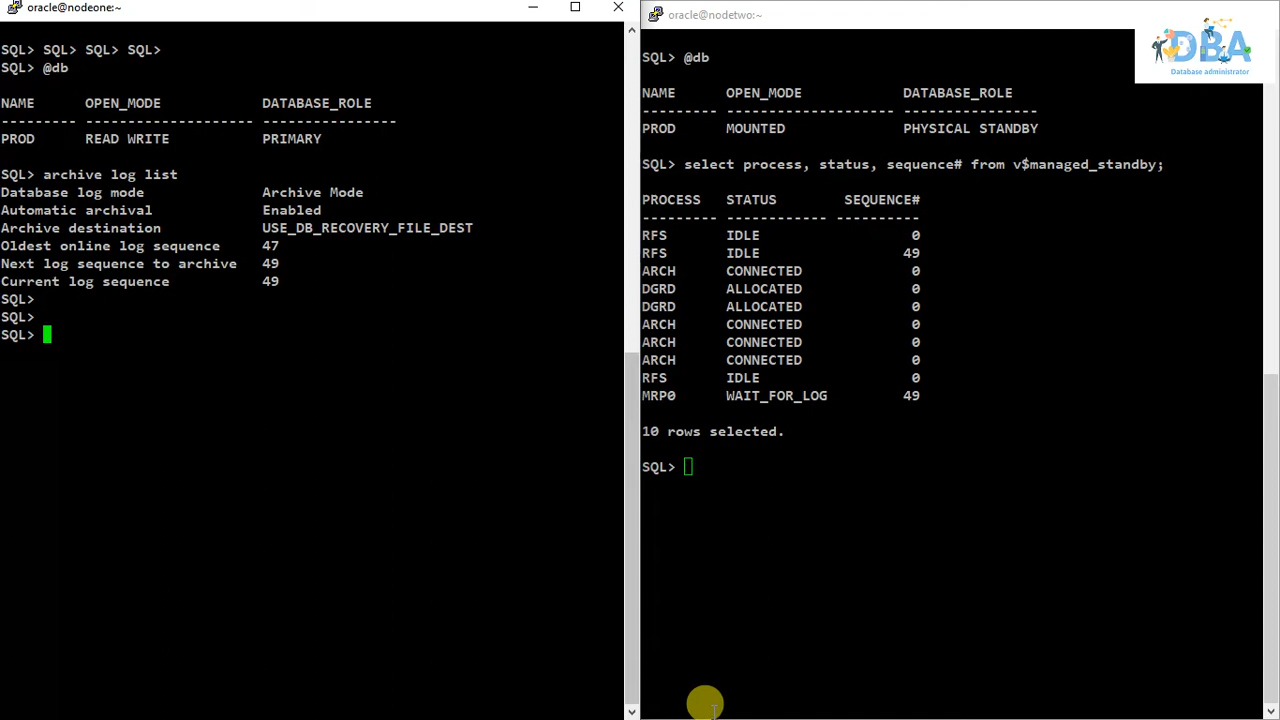 oracle@nodeone:~
SQL> SQL> SQL> SQL>
SQL> @db
NAME      OPEN_MODE            DATABASE_ROLE
--------- -------------------- ----------------
PROD      READ WRITE           PRIMARY
SQL> archive log list
Database log mode              Archive Mode
Automatic archival             Enabled
Archive destination            USE_DB_RECOVERY_FILE_DEST
Oldest online log sequence     47
Next log sequence to archive   49
Current log sequence           49
SQL>
SQL>
SQL>
oracle@nodetwo:~
DBA
Database administrator
SQL> @db
NAME      OPEN_MODE            DATABASE_ROLE
--------- -------------------- ----------------
PROD      MOUNTED              PHYSICAL STANDBY
SQL> select process, status, sequence# from v$managed_standby;
PROCESS   STATUS        SEQUENCE#
--------- ------------ ----------
RFS       IDLE                  0
RFS       IDLE                 49
ARCH      CONNECTED             0
DGRD      ALLOCATED             0
DGRD      ALLOCATED             0
ARCH      CONNECTED             0
ARCH      CONNECTED             0
ARCH      CONNECTED             0
RFS       IDLE                  0
MRP0      WAIT_FOR_LOG         49
10 rows selected.
SQL>